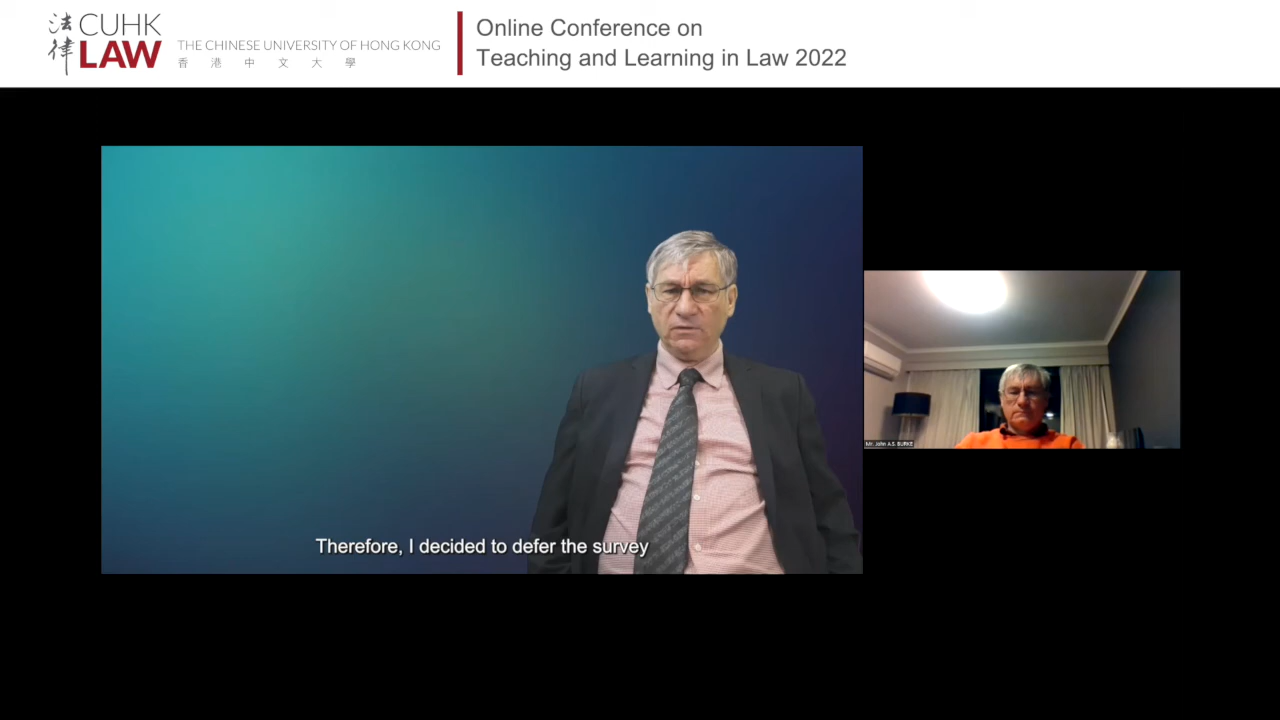 法律
CUHK
LAW
THE CHINESE UNIVERSITY OF HONG KONG
香港中文大學
Online Conference on
Teaching and Learning in Law 2022
Mr. John A.S. BURKE
Therefore, I decided to defer the survey